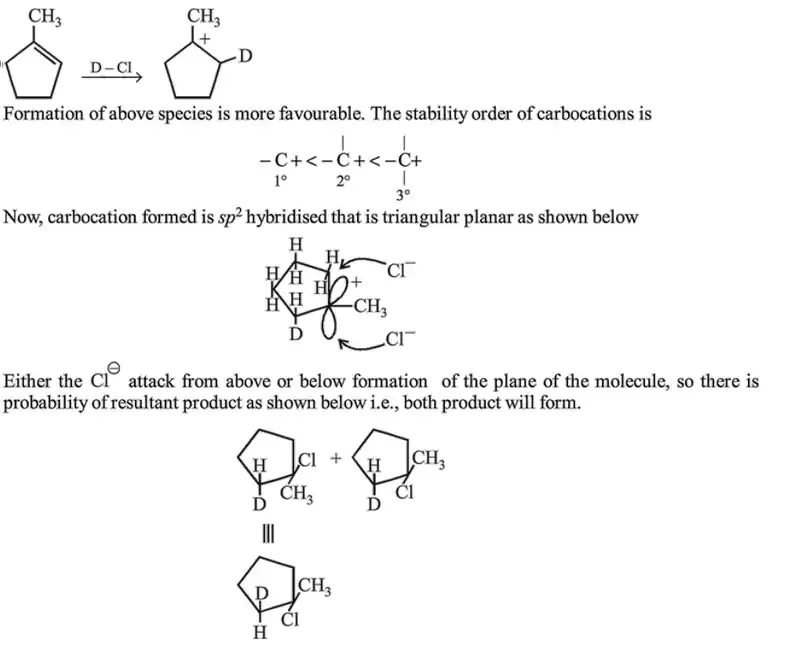 CH₃ CH₃
D – Cl + D
Formation of above species is more favourable. The stability order of carbocations is
– C + < – C + < – C+
1° 2° 3°
Now, carbocation formed is sp² hybridised that is triangular planar as shown below
H
H Cl⁻
H H H +
CH₃
H H
D Cl⁻
Either the Cl⊖ attack from above or below formation of the plane of the molecule, so there is
probability of resultant product as shown below i.e., both product will form.
H Cl + H CH₃
D CH₃ D Cl
|||
D CH₃
H Cl